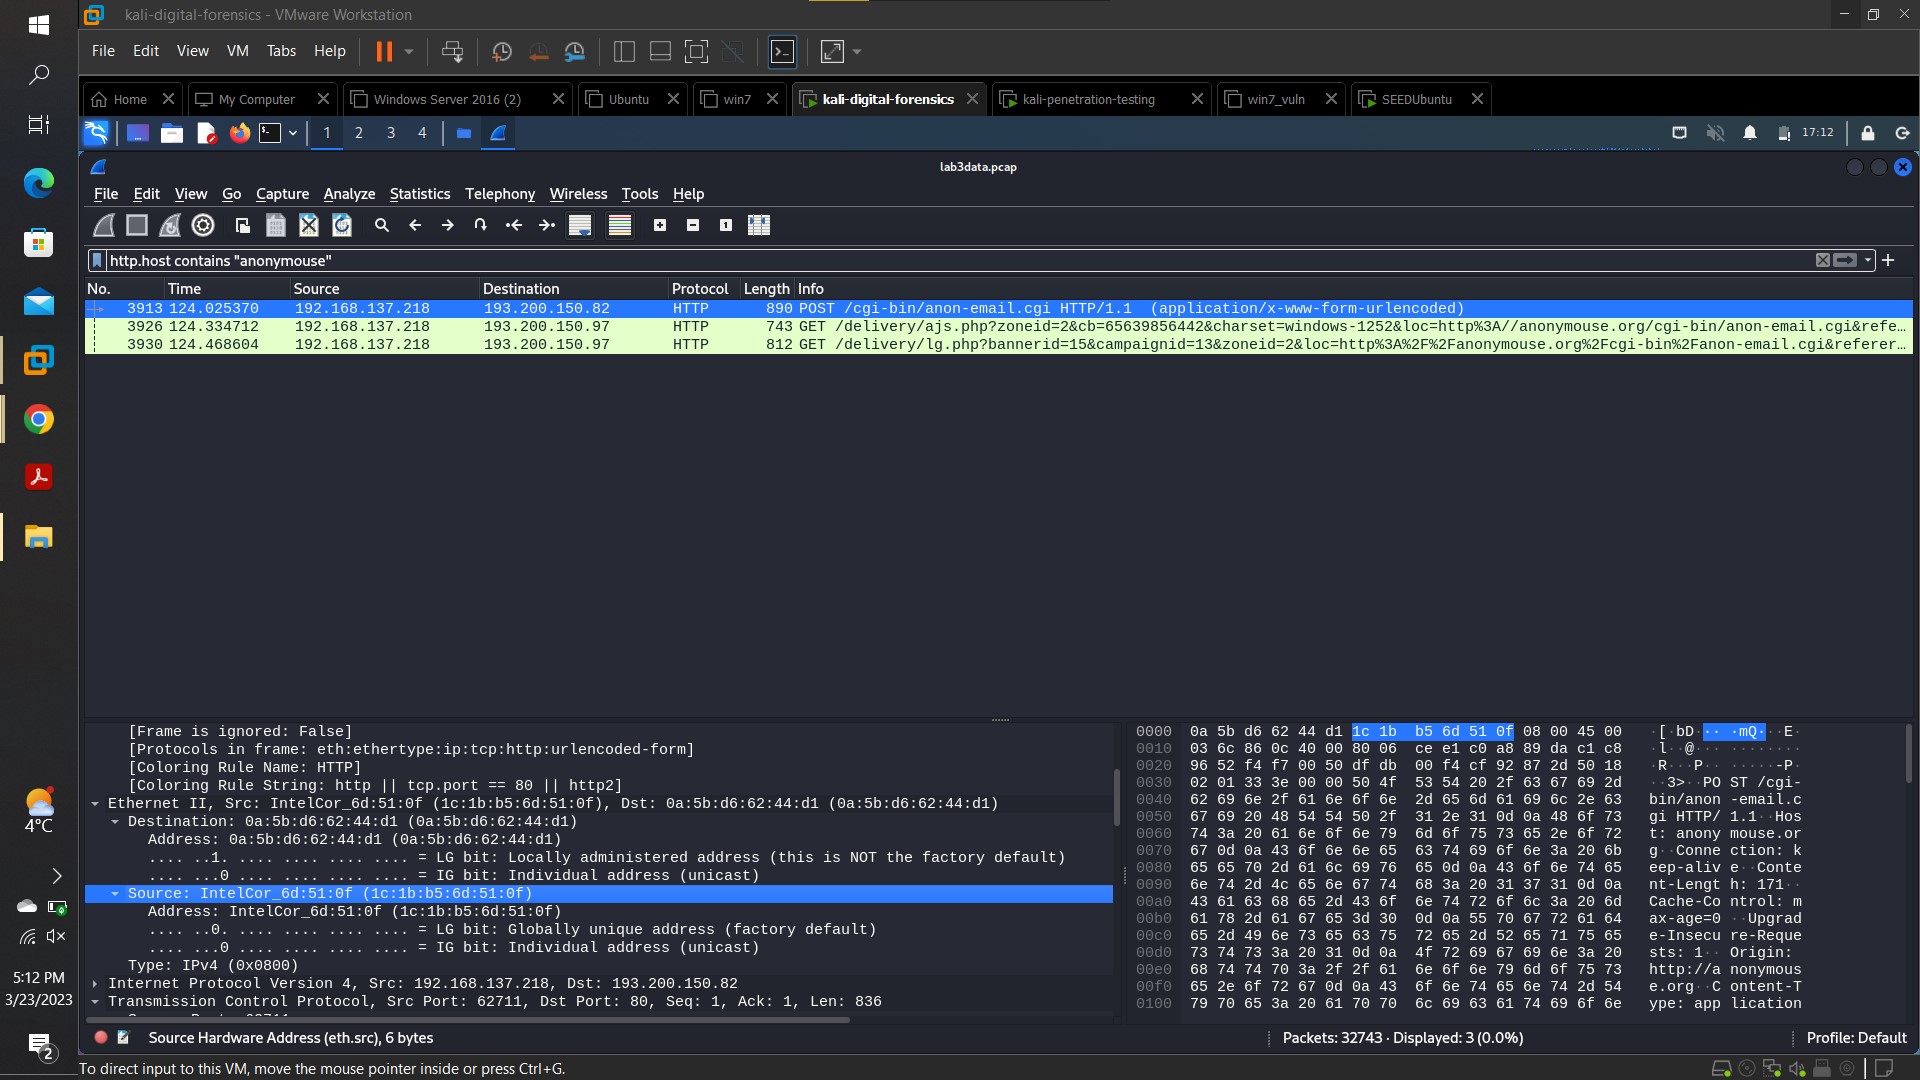 kali-digital-forensics - VMware Workstation
File Edit View VM Tabs Help
Home My Computer Windows Server 2016 (2) Ubuntu win7 kali-digital-forensics kali-penetration-testing win7_vuln SEEDUbuntu
1 2 3 4 17:12
lab3data.pcap
File Edit View Go Capture Analyze Statistics Telephony Wireless Tools Help
http.host contains "anonymouse"
No. Time Source Destination Protocol Length Info
3913 124.025370 192.168.137.218 193.200.150.82 HTTP 890 POST /cgi-bin/anon-email.cgi HTTP/1.1  (application/x-www-form-urlencoded)
3926 124.334712 192.168.137.218 193.200.150.97 HTTP 743 GET /delivery/ajs.php?zoneid=2&cb=65639856442&charset=windows-1252&loc=http%3A//anonymouse.org/cgi-bin/anon-email.cgi&refe…
3930 124.468604 192.168.137.218 193.200.150.97 HTTP 812 GET /delivery/lg.php?bannerid=15&campaignid=13&zoneid=2&loc=http%3A%2F%2Fanonymouse.org%2Fcgi-bin%2Fanon-email.cgi&referer…
[Frame is ignored: False]
[Protocols in frame: eth:ethertype:ip:tcp:http:urlencoded-form]
[Coloring Rule Name: HTTP]
[Coloring Rule String: http || tcp.port == 80 || http2]
Ethernet II, Src: IntelCor_6d:51:0f (1c:1b:b5:6d:51:0f), Dst: 0a:5b:d6:62:44:d1 (0a:5b:d6:62:44:d1)
Destination: 0a:5b:d6:62:44:d1 (0a:5b:d6:62:44:d1)
Address: 0a:5b:d6:62:44:d1 (0a:5b:d6:62:44:d1)
.... ..1. .... .... .... .... = LG bit: Locally administered address (this is NOT the factory default)
.... ...0 .... .... .... .... = IG bit: Individual address (unicast)
Source: IntelCor_6d:51:0f (1c:1b:b5:6d:51:0f)
Address: IntelCor_6d:51:0f (1c:1b:b5:6d:51:0f)
.... ..0. .... .... .... .... = LG bit: Globally unique address (factory default)
.... ...0 .... .... .... .... = IG bit: Individual address (unicast)
Type: IPv4 (0x0800)
Internet Protocol Version 4, Src: 192.168.137.218, Dst: 193.200.150.82
Transmission Control Protocol, Src Port: 62711, Dst Port: 80, Seq: 1, Ack: 1, Len: 836
0000 0a 5b d6 62 44 d1 1c 1b b5 6d 51 0f 08 00 45 00 ·[·bD··· ·mQ···E·
0010 03 6c 86 0c 40 00 80 06 ce e1 c0 a8 89 da c1 c8 ·l··@··· ········
0020 96 52 f4 f7 00 50 df db 00 f4 cf 92 87 2d 50 18 ·R···P·· ·····-P·
0030 02 01 33 3e 00 00 50 4f 53 54 20 2f 63 67 69 2d ··3>··PO ST /cgi-
0040 62 69 6e 2f 61 6e 6f 6e 2d 65 6d 61 69 6c 2e 63 bin/anon -email.c
0050 67 69 20 48 54 54 50 2f 31 2e 31 0d 0a 48 6f 73 gi HTTP/ 1.1··Hos
0060 74 3a 20 61 6e 6f 6e 79 6d 6f 75 73 65 2e 6f 72 t: anony mouse.or
0070 67 0d 0a 43 6f 6e 6e 65 63 74 69 6f 6e 3a 20 6b g··Conne ction: k
0080 65 65 70 2d 61 6c 69 76 65 0d 0a 43 6f 6e 74 65 eep-aliv e··Conte
0090 6e 74 2d 4c 65 6e 67 74 68 3a 20 31 37 31 0d 0a nt-Lengt h: 171··
00a0 43 61 63 68 65 2d 43 6f 6e 74 72 6f 6c 3a 20 6d Cache-Co ntrol: m
00b0 61 78 2d 61 67 65 3d 30 0d 0a 55 70 67 72 61 64 ax-age=0 ··Upgrad
00c0 65 2d 49 6e 73 65 63 75 72 65 2d 52 65 71 75 65 e-Insecu re-Reque
00d0 73 74 73 3a 20 31 0d 0a 4f 72 69 67 69 6e 3a 20 sts: 1·· Origin:
00e0 68 74 74 70 3a 2f 2f 61 6e 6f 6e 79 6d 6f 75 73 http://a nonymous
00f0 65 2e 6f 72 67 0d 0a 43 6f 6e 74 65 6e 74 2d 54 e.org··C ontent-T
0100 79 70 65 3a 20 61 70 70 6c 69 63 61 74 69 6f 6e ype: app lication
Source Hardware Address (eth.src), 6 bytes Packets: 32743 · Displayed: 3 (0.0%) Profile: Default
To direct input to this VM, move the mouse pointer inside or press Ctrl+G.
4°C
5:12 PM
3/23/2023
2